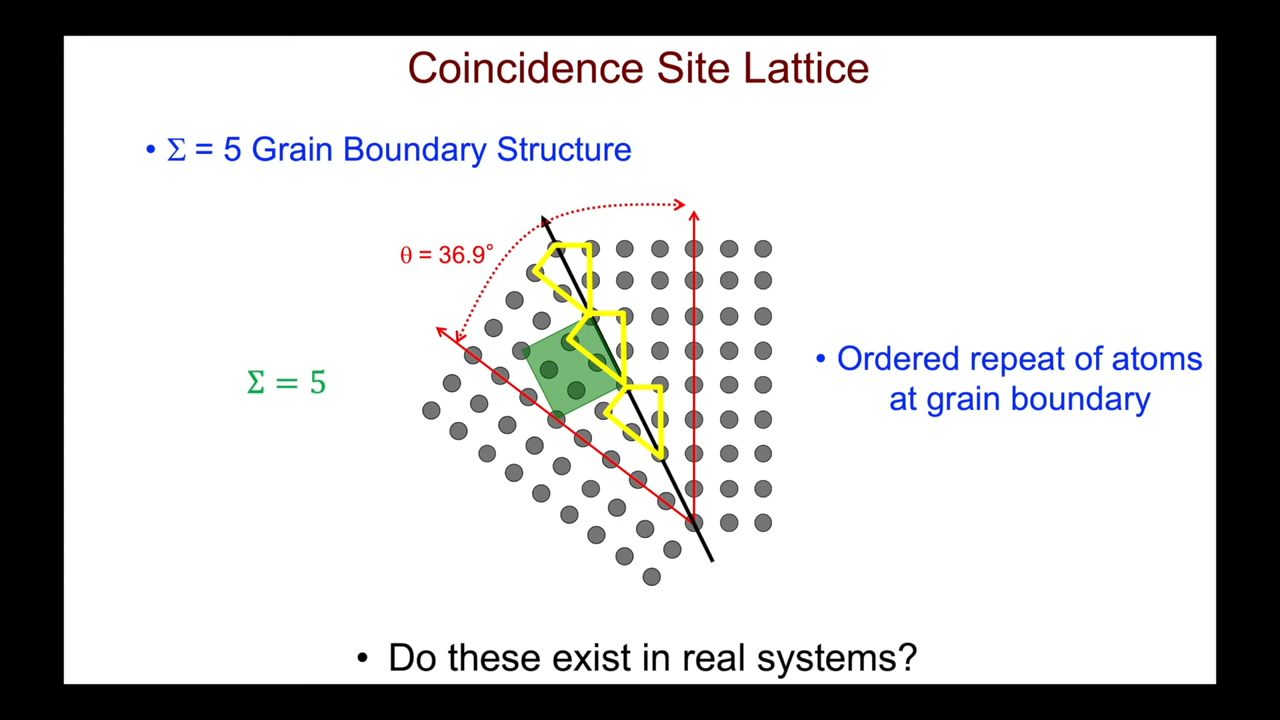 Coincidence Site Lattice
• Σ = 5 Grain Boundary Structure
θ = 36.9°
Σ = 5
• Ordered repeat of atoms
at grain boundary
• Do these exist in real systems?